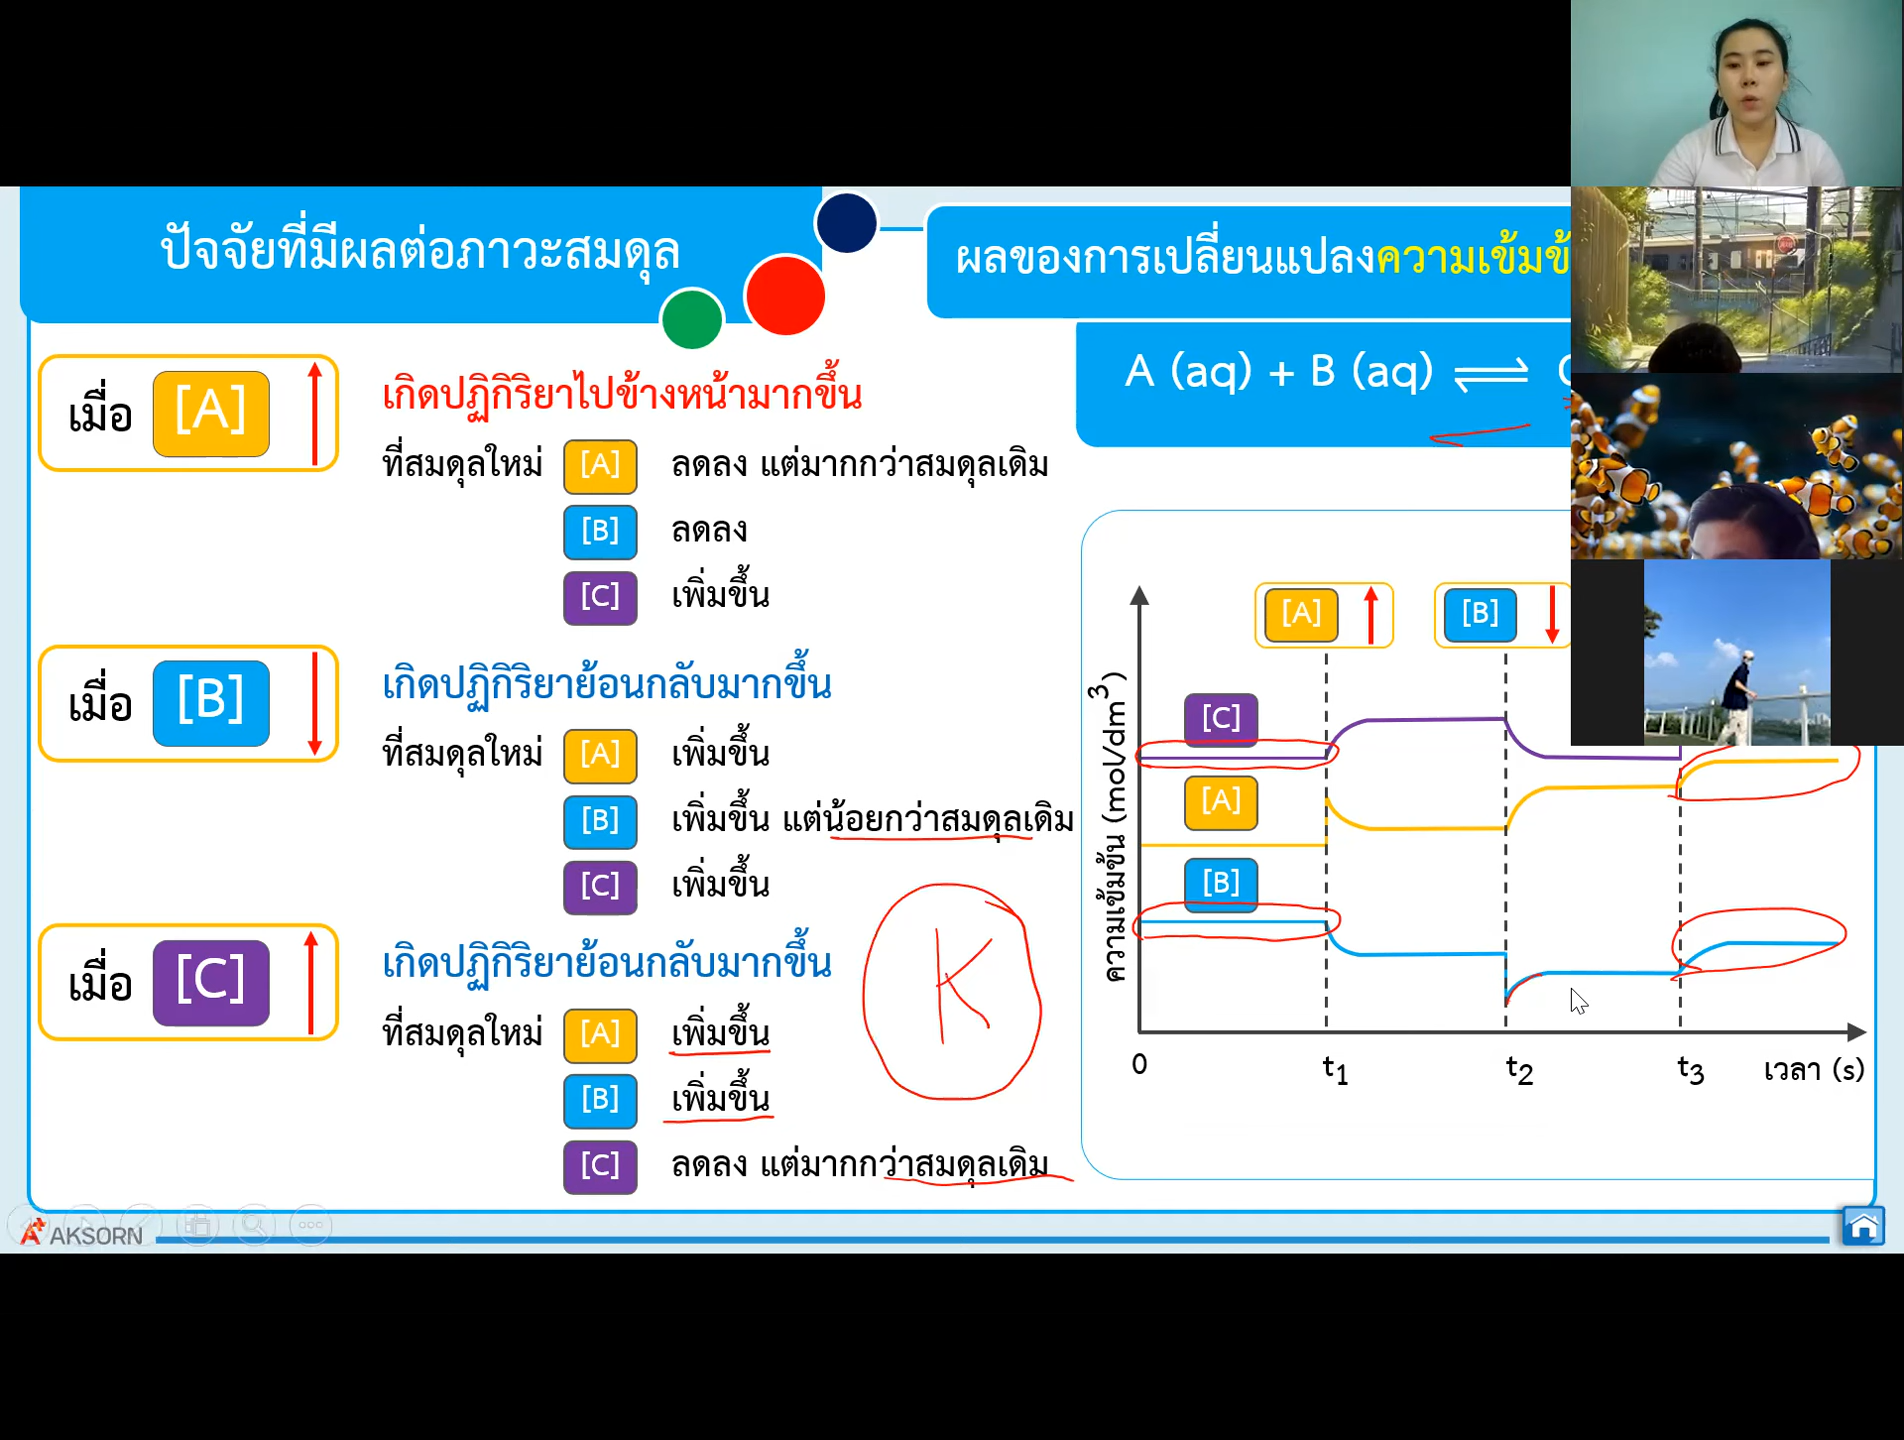 ปัจจัยที่มีผลต่อภาวะสมดุล
ผลของการเปลี่ยนแปลงความเข้มข้
A (aq) + B (aq) ⇌
เมื่อ [A]
เกิดปฏิกิริยาไปข้างหน้ามากขึ้น
ที่สมดุลใหม่ [A] ลดลง แต่มากกว่าสมดุลเดิม
[B] ลดลง
[C] เพิ่มขึ้น
เมื่อ [B]
เกิดปฏิกิริยาย้อนกลับมากขึ้น
ที่สมดุลใหม่ [A] เพิ่มขึ้น
[B] เพิ่มขึ้น แต่น้อยกว่าสมดุลเดิม
[C] เพิ่มขึ้น
เมื่อ [C]
เกิดปฏิกิริยาย้อนกลับมากขึ้น
ที่สมดุลใหม่ [A] เพิ่มขึ้น
[B] เพิ่มขึ้น
[C] ลดลง แต่มากกว่าสมดุลเดิม
K
[A] [B]
ความเข้มข้น (mol/dm³)
[C]
[A]
[B]
0 t₁ t₂ t₃ เวลา (s)
AKSORN